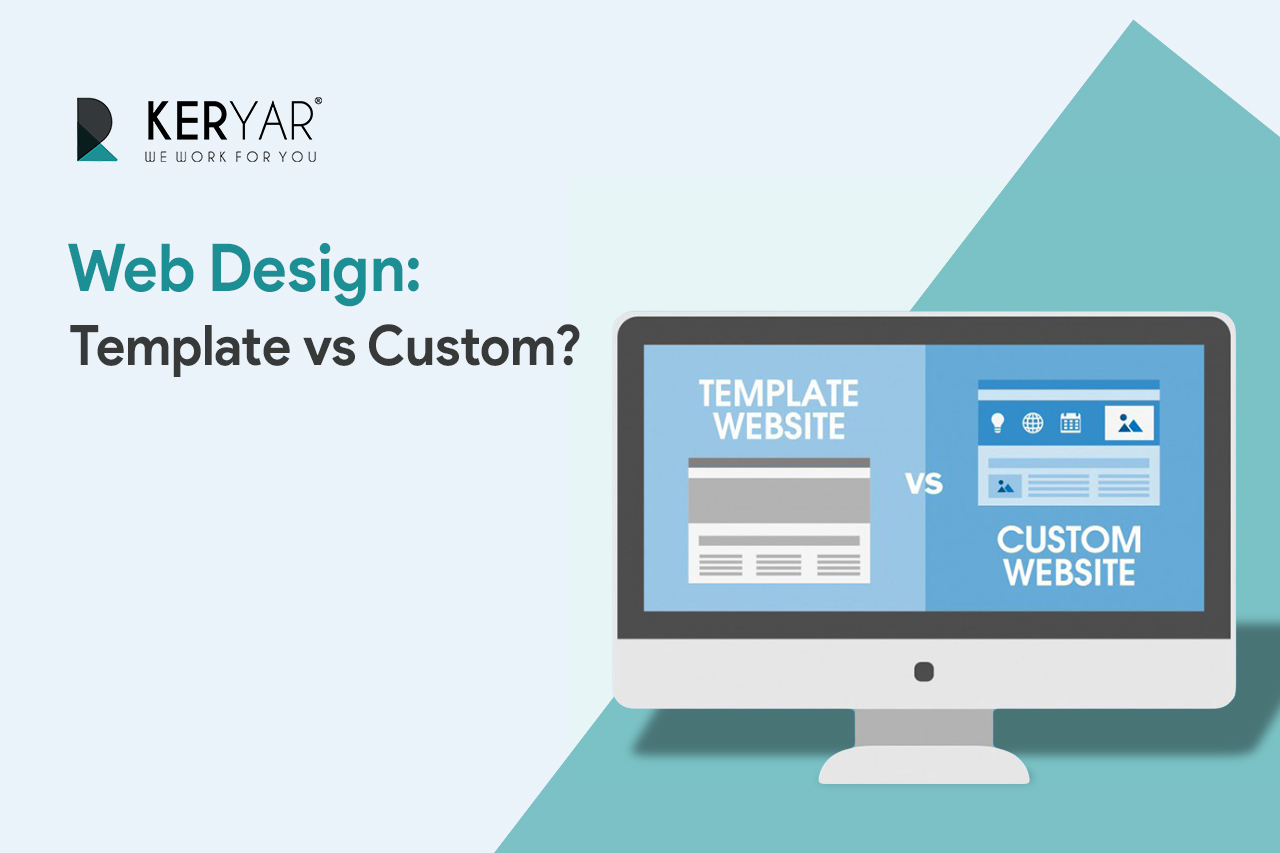 KERYAR®
WE WORK FOR YOU
Web Design:
Template vs Custom?
TEMPLATE
WEBSITE
vs
CUSTOM
WEBSITE